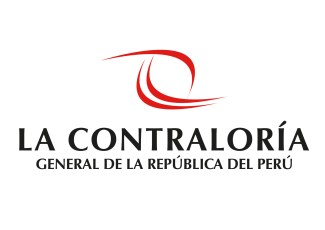 LA CONTRALORÍA
GENERAL DE LA REPÚBLICA DEL PERÚ